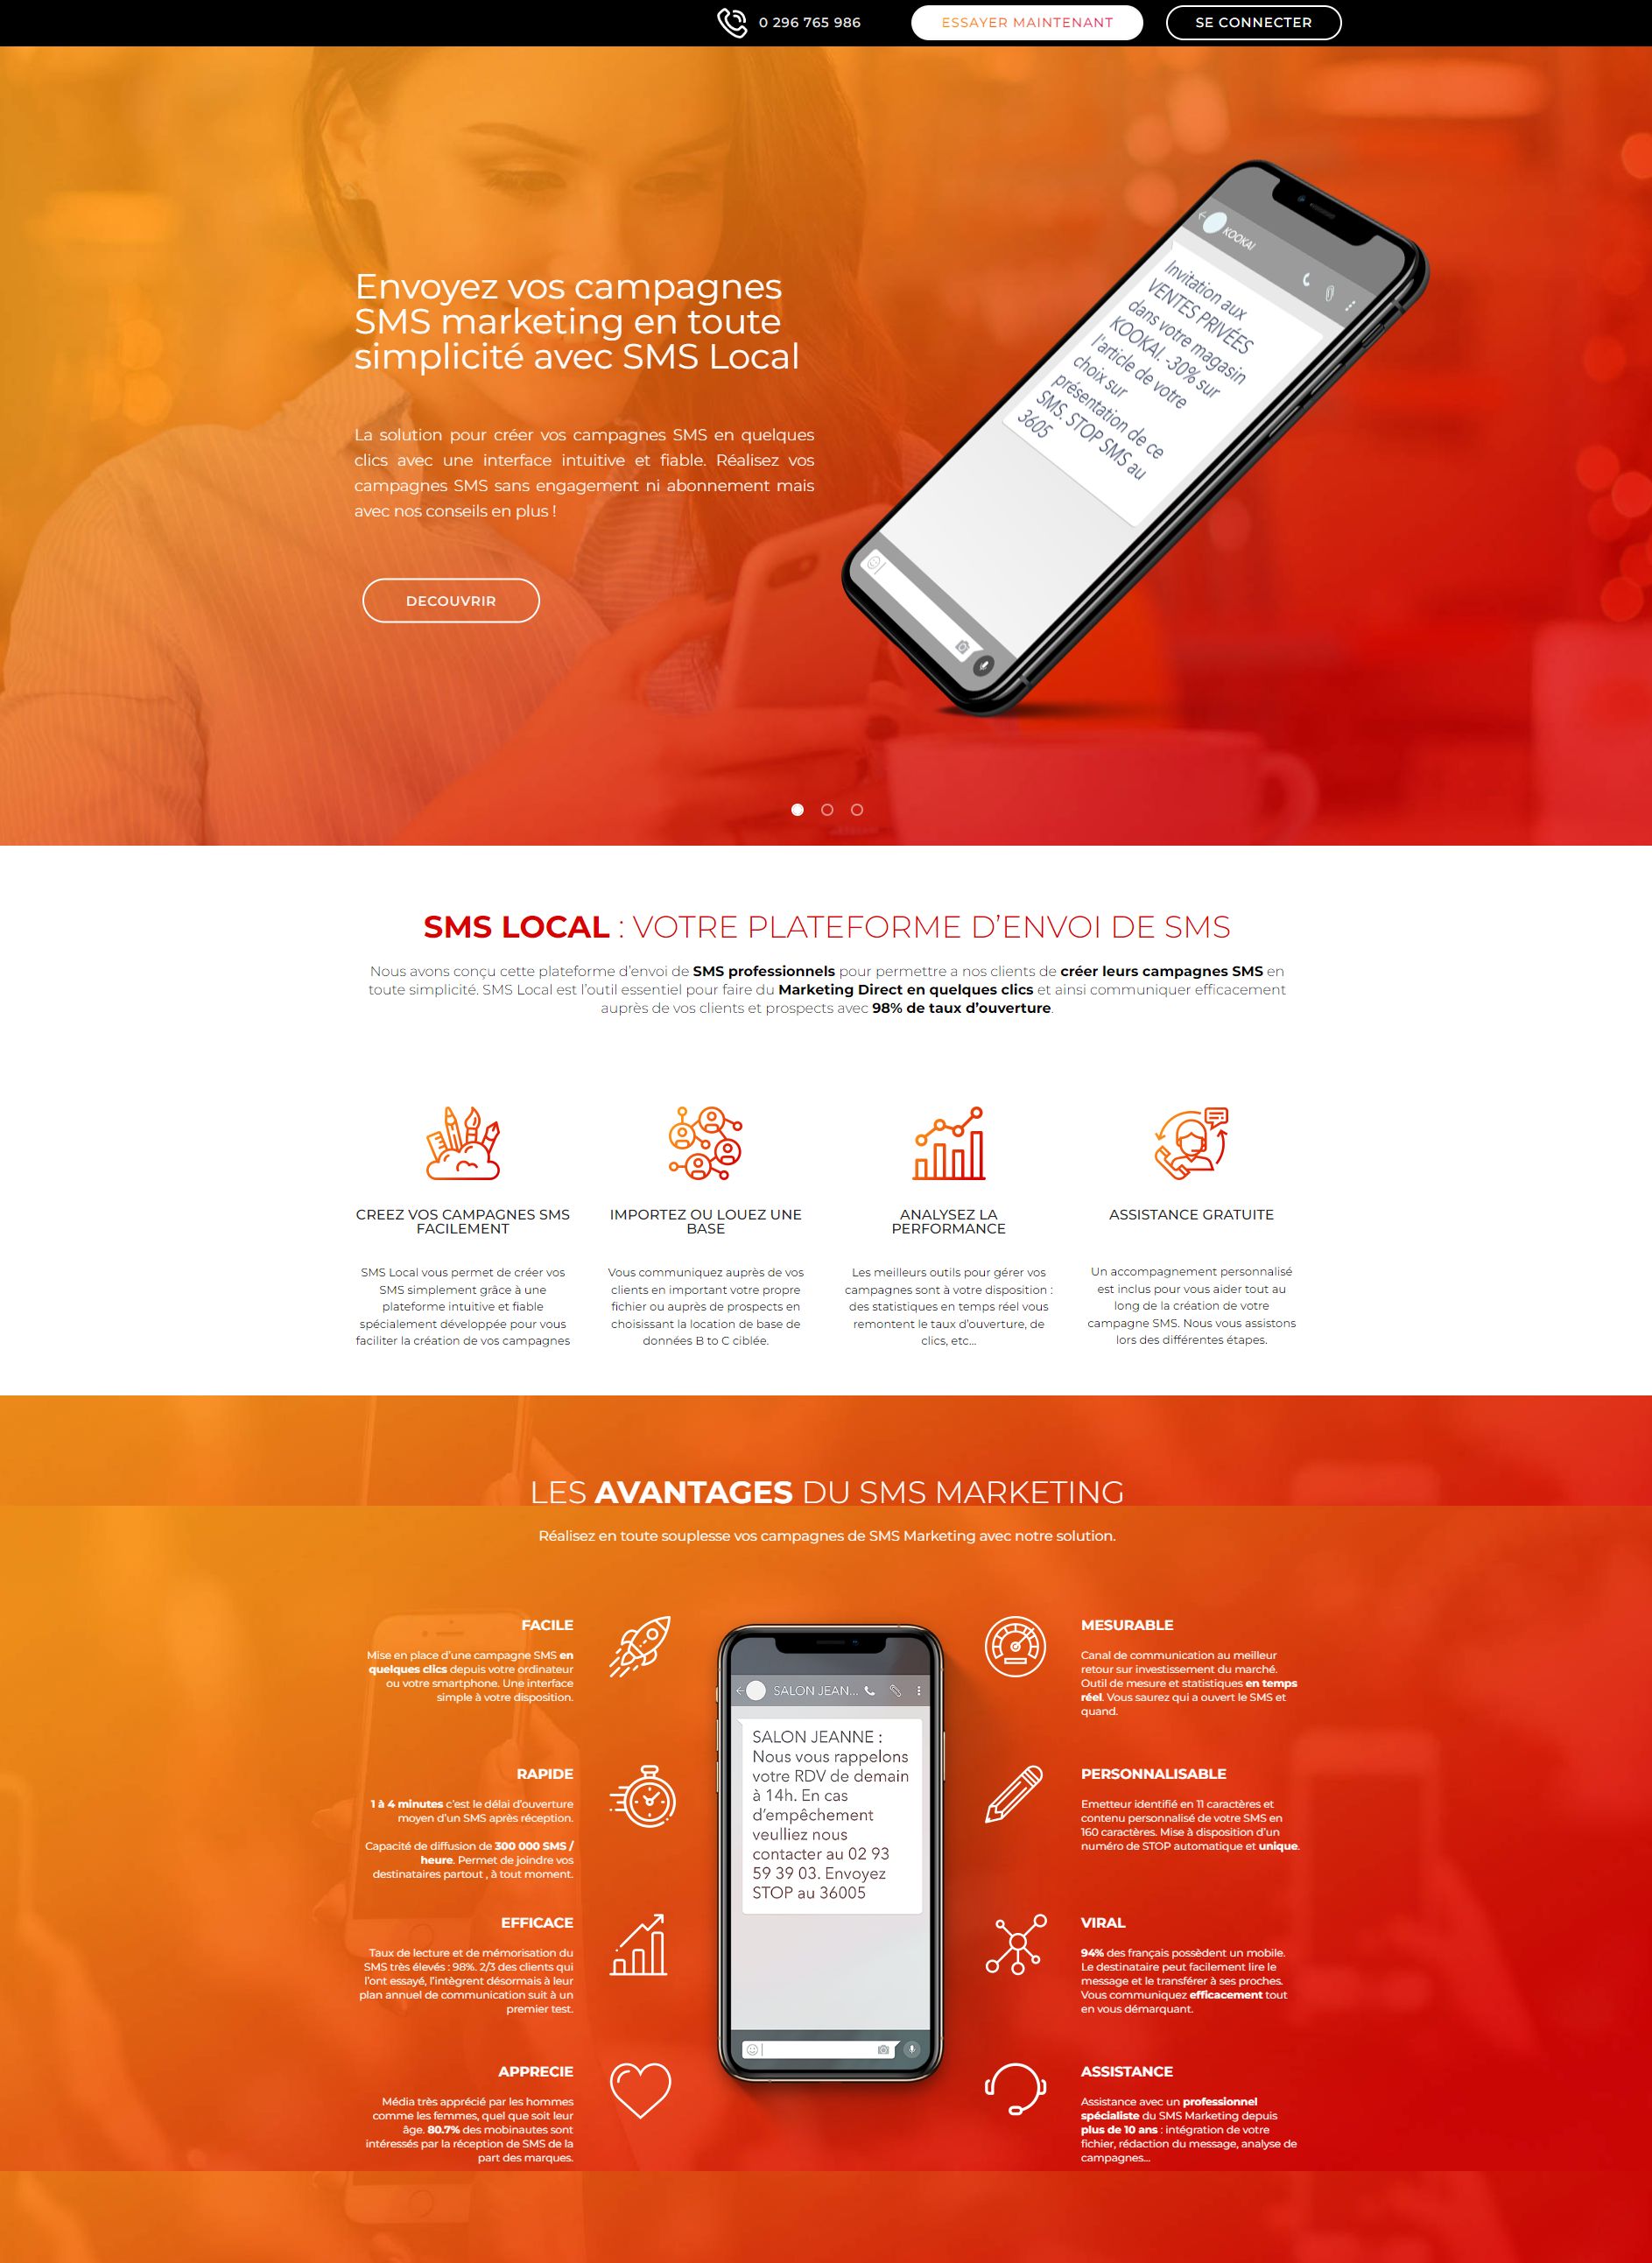 0 296 765 986
ESSAYER MAINTENANT
SE CONNECTER
Envoyez vos campagnes
SMS marketing en toute
simplicité avec SMS Local
La solution pour créer vos campagnes SMS en quelques
clics avec une interface intuitive et fiable. Réalisez vos
campagnes SMS sans engagement ni abonnement mais
avec nos conseils en plus !
DECOUVRIR
KOOKAI
Invitation aux
VENTES PRIVÉES
dans votre magasin
KOOKAI. -30% sur
l'article de votre
choix sur
présentation de ce
SMS. STOP SMS au
3605
SMS LOCAL : VOTRE PLATEFORME D’ENVOI DE SMS
Nous avons conçu cette plateforme d’envoi de SMS professionnels pour permettre a nos clients de créer leurs campagnes SMS en
toute simplicité. SMS Local est l’outil essentiel pour faire du Marketing Direct en quelques clics et ainsi communiquer efficacement
auprès de vos clients et prospects avec 98% de taux d’ouverture.
CREEZ VOS CAMPAGNES SMS
FACILEMENT
SMS Local vous permet de créer vos
SMS simplement grâce à une
plateforme intuitive et fiable
spécialement développée pour vous
faciliter la création de vos campagnes
IMPORTEZ OU LOUEZ UNE
BASE
Vous communiquez auprès de vos
clients en important votre propre
fichier ou auprès de prospects en
choisissant la location de base de
données B to C ciblée.
ANALYSEZ LA
PERFORMANCE
Les meilleurs outils pour gérer vos
campagnes sont à votre disposition :
des statistiques en temps réel vous
remontent le taux d’ouverture, de
clics, etc…
ASSISTANCE GRATUITE
Un accompagnement personnalisé
est inclus pour vous aider tout au
long de la création de votre
campagne SMS. Nous vous assistons
lors des différentes étapes.
LES AVANTAGES DU SMS MARKETING
Réalisez en toute souplesse vos campagnes de SMS Marketing avec notre solution.
FACILE
Mise en place d’une campagne SMS en
quelques clics depuis votre ordinateur
ou votre smartphone. Une interface
simple à votre disposition.
RAPIDE
1 à 4 minutes c’est le délai d’ouverture
moyen d’un SMS après réception.
Capacité de diffusion de 300 000 SMS /
heure. Permet de joindre vos
destinataires partout , à tout moment.
EFFICACE
Taux de lecture et de mémorisation du
SMS très élevés : 98%. 2/3 des clients qui
l’ont essayé, l’intègrent désormais à leur
plan annuel de communication suit à un
premier test.
APPRECIE
Média très apprécié par les hommes
comme les femmes, quel que soit leur
âge. 80.7% des mobinautes sont
intéressés par la réception de SMS de la
part des marques.
SALON JEAN...
SALON JEANNE :
Nous vous rappelons
votre RDV de demain
à 14h. En cas
d’empêchement
veulliez nous
contacter au 02 93
59 39 03. Envoyez
STOP au 36005
MESURABLE
Canal de communication au meilleur
retour sur investissement du marché.
Outil de mesure et statistiques en temps
réel. Vous saurez qui a ouvert le SMS et
quand.
PERSONNALISABLE
Emetteur identifié en 11 caractères et
contenu personnalisé de votre SMS en
160 caractères. Mise à disposition d’un
numéro de STOP automatique et unique.
VIRAL
94% des français possèdent un mobile.
Le destinataire peut facilement lire le
message et le transférer à ses proches.
Vous communiquez efficacement tout
en vous démarquant.
ASSISTANCE
Assistance avec un professionnel
spécialiste du SMS Marketing depuis
plus de 10 ans : intégration de votre
fichier, rédaction du message, analyse de
campagnes…